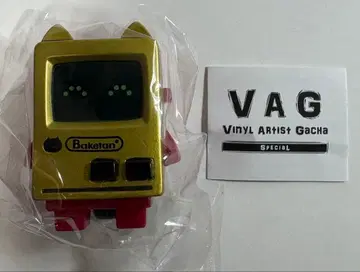 Baketan
VAG
Vinyl Artist Gacha
Special